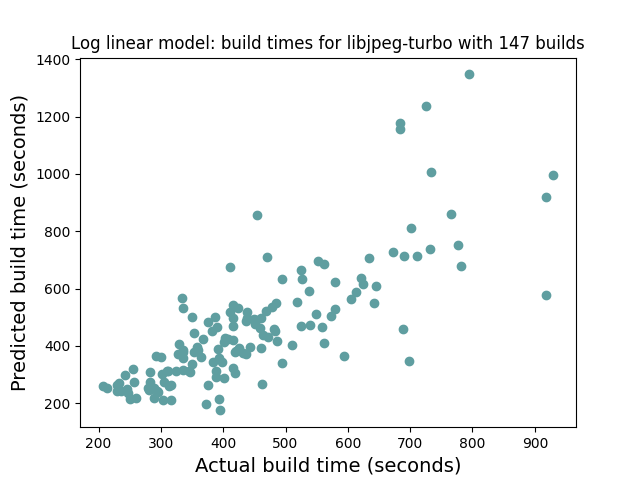 Log linear model: build times for libjpeg-turbo with 147 builds
1400
1200
1000
800
600
400
200
Predicted build time (seconds)
200 300 400 500 600 700 800 900
Actual build time (seconds)